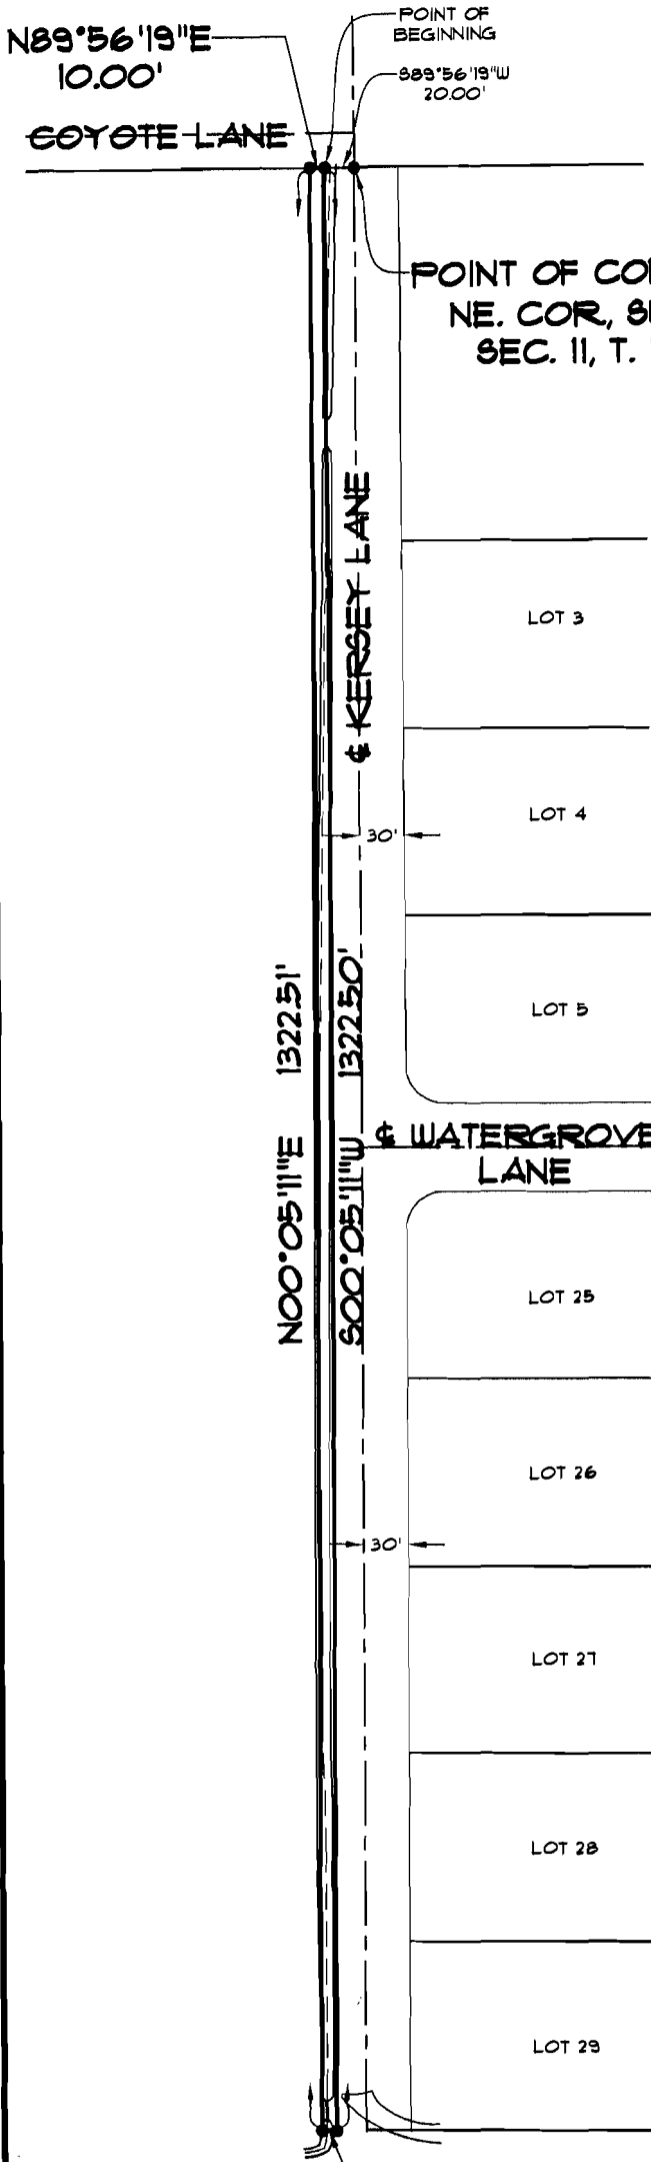 N89°56'19"E
10.00'
POINT OF
BEGINNING
S89°56'19"W
20.00'
COYOTE LANE
POINT OF
NE. COR,
SEC. 11, T.
℄ KERSEY LANE
LOT 3
LOT 4
30'
LOT 5
N00°05'11"E 1322.51'
S00°05'11"W 1322.50'
℄ WATERGROVE
LANE
LOT 25
LOT 26
30'
LOT 27
LOT 28
LOT 29